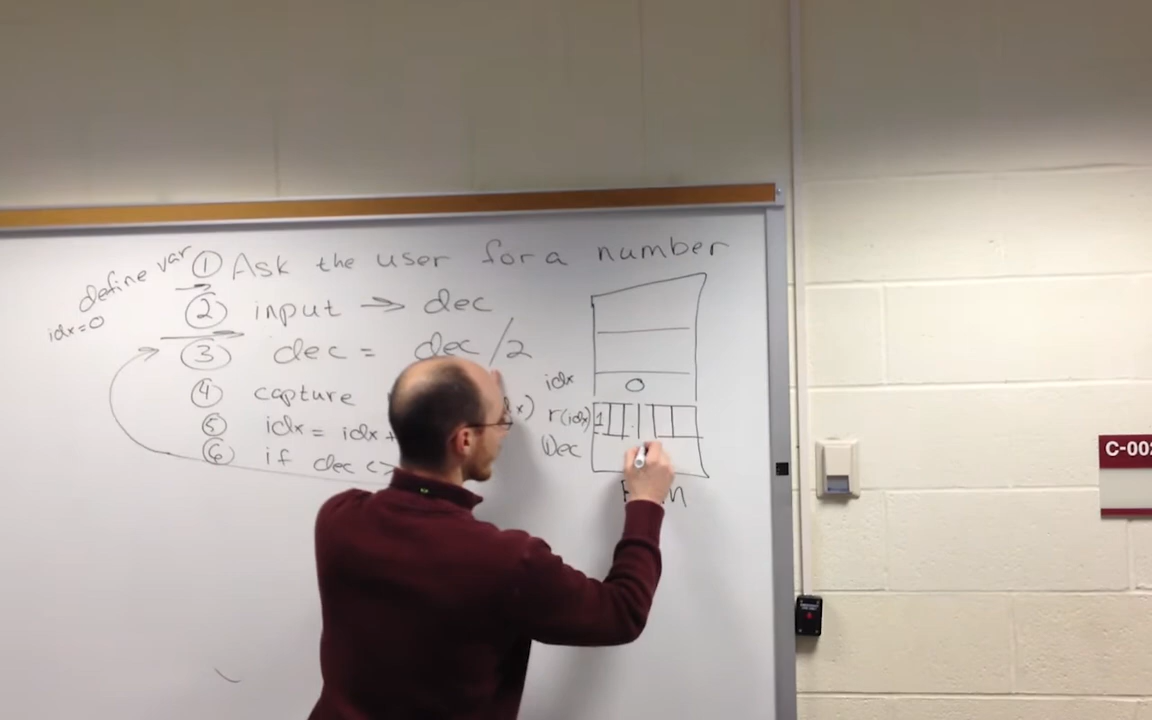 define var
idx=0
① Ask the user for a number
② input → dec
③ dec = dec/2
④ capture
⑤ idx = idx +
⑥ if dec <>
idx 0
r(idx) 1
Dec
C-002